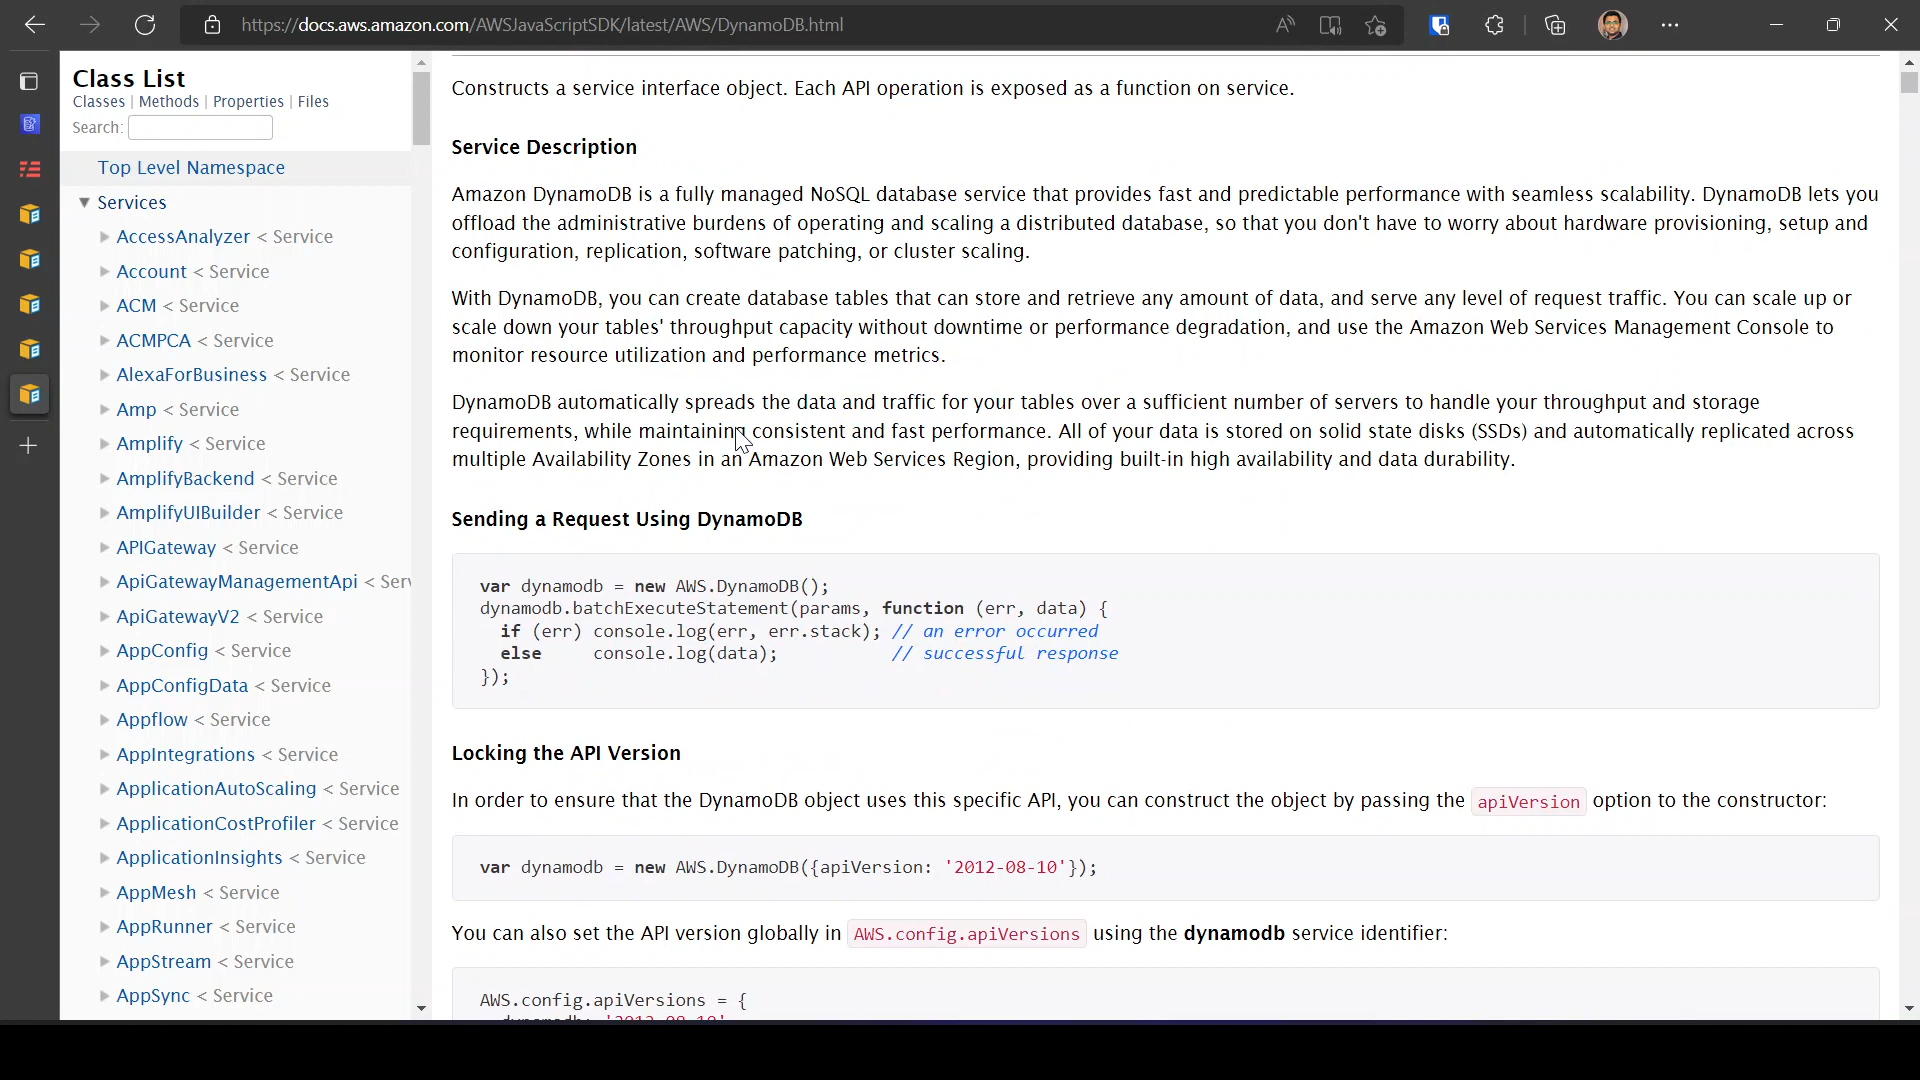 https://docs.aws.amazon.com/AWSJavaScriptSDK/latest/AWS/DynamoDB.html
Class List
Classes | Methods | Properties | Files
Search:
Top Level Namespace
▼ Services
AccessAnalyzer < Service
Account < Service
ACM < Service
ACMPCA < Service
AlexaForBusiness < Service
Amp < Service
Amplify < Service
AmplifyBackend < Service
AmplifyUIBuilder < Service
APIGateway < Service
ApiGatewayManagementApi < Serv
ApiGatewayV2 < Service
AppConfig < Service
AppConfigData < Service
Appflow < Service
AppIntegrations < Service
ApplicationAutoScaling < Service
ApplicationCostProfiler < Service
ApplicationInsights < Service
AppMesh < Service
AppRunner < Service
AppStream < Service
AppSync < Service
Constructs a service interface object. Each API operation is exposed as a function on service.
Service Description
Amazon DynamoDB is a fully managed NoSQL database service that provides fast and predictable performance with seamless scalability. DynamoDB lets you
offload the administrative burdens of operating and scaling a distributed database, so that you don't have to worry about hardware provisioning, setup and
configuration, replication, software patching, or cluster scaling.
With DynamoDB, you can create database tables that can store and retrieve any amount of data, and serve any level of request traffic. You can scale up or
scale down your tables' throughput capacity without downtime or performance degradation, and use the Amazon Web Services Management Console to
monitor resource utilization and performance metrics.
DynamoDB automatically spreads the data and traffic for your tables over a sufficient number of servers to handle your throughput and storage
requirements, while maintaining consistent and fast performance. All of your data is stored on solid state disks (SSDs) and automatically replicated across
multiple Availability Zones in an Amazon Web Services Region, providing built-in high availability and data durability.
Sending a Request Using DynamoDB
var dynamodb = new AWS.DynamoDB();
dynamodb.batchExecuteStatement(params, function (err, data) {
if (err) console.log(err, err.stack); // an error occurred
else console.log(data); // successful response
});
Locking the API Version
In order to ensure that the DynamoDB object uses this specific API, you can construct the object by passing the apiVersion option to the constructor:
var dynamodb = new AWS.DynamoDB({apiVersion: '2012-08-10'});
You can also set the API version globally in AWS.config.apiVersions using the dynamodb service identifier:
AWS.config.apiVersions = {
dynamodb: '2012-08-10',